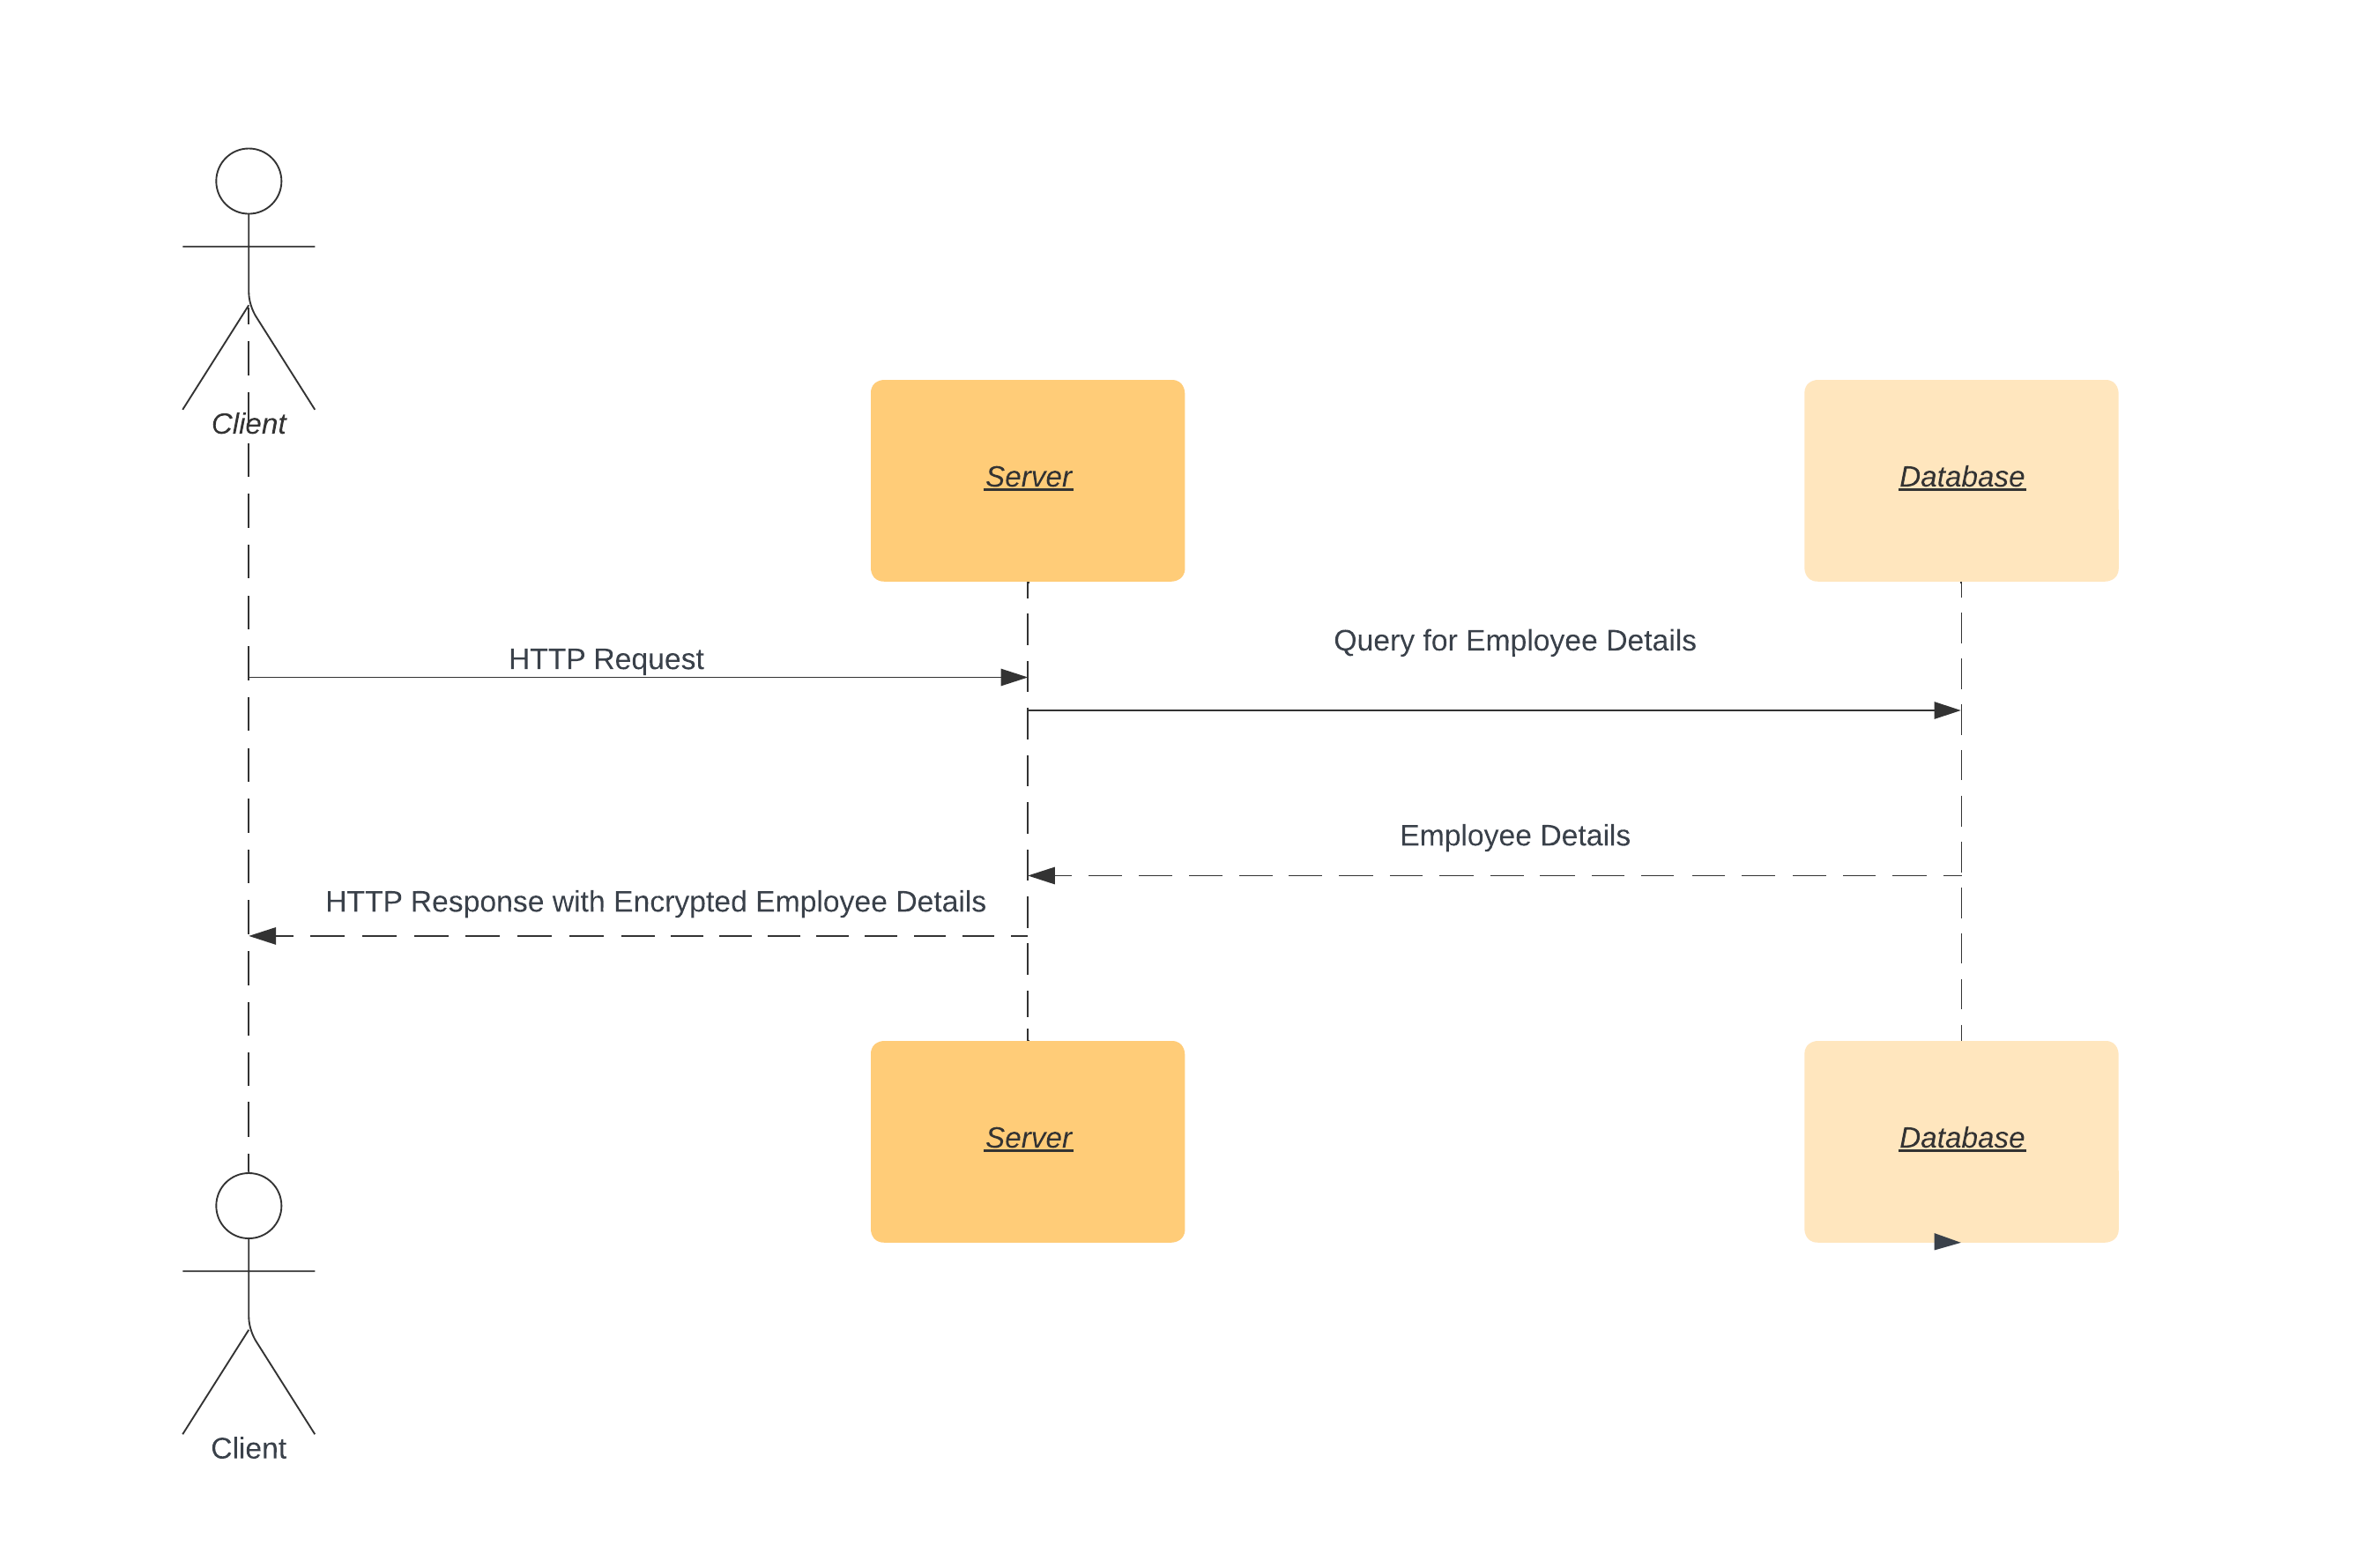 Client
Server
Database
Query for Employee Details
HTTP Request
Employee Details
HTTP Response with Encrypted Employee Details
Server
Database
Client